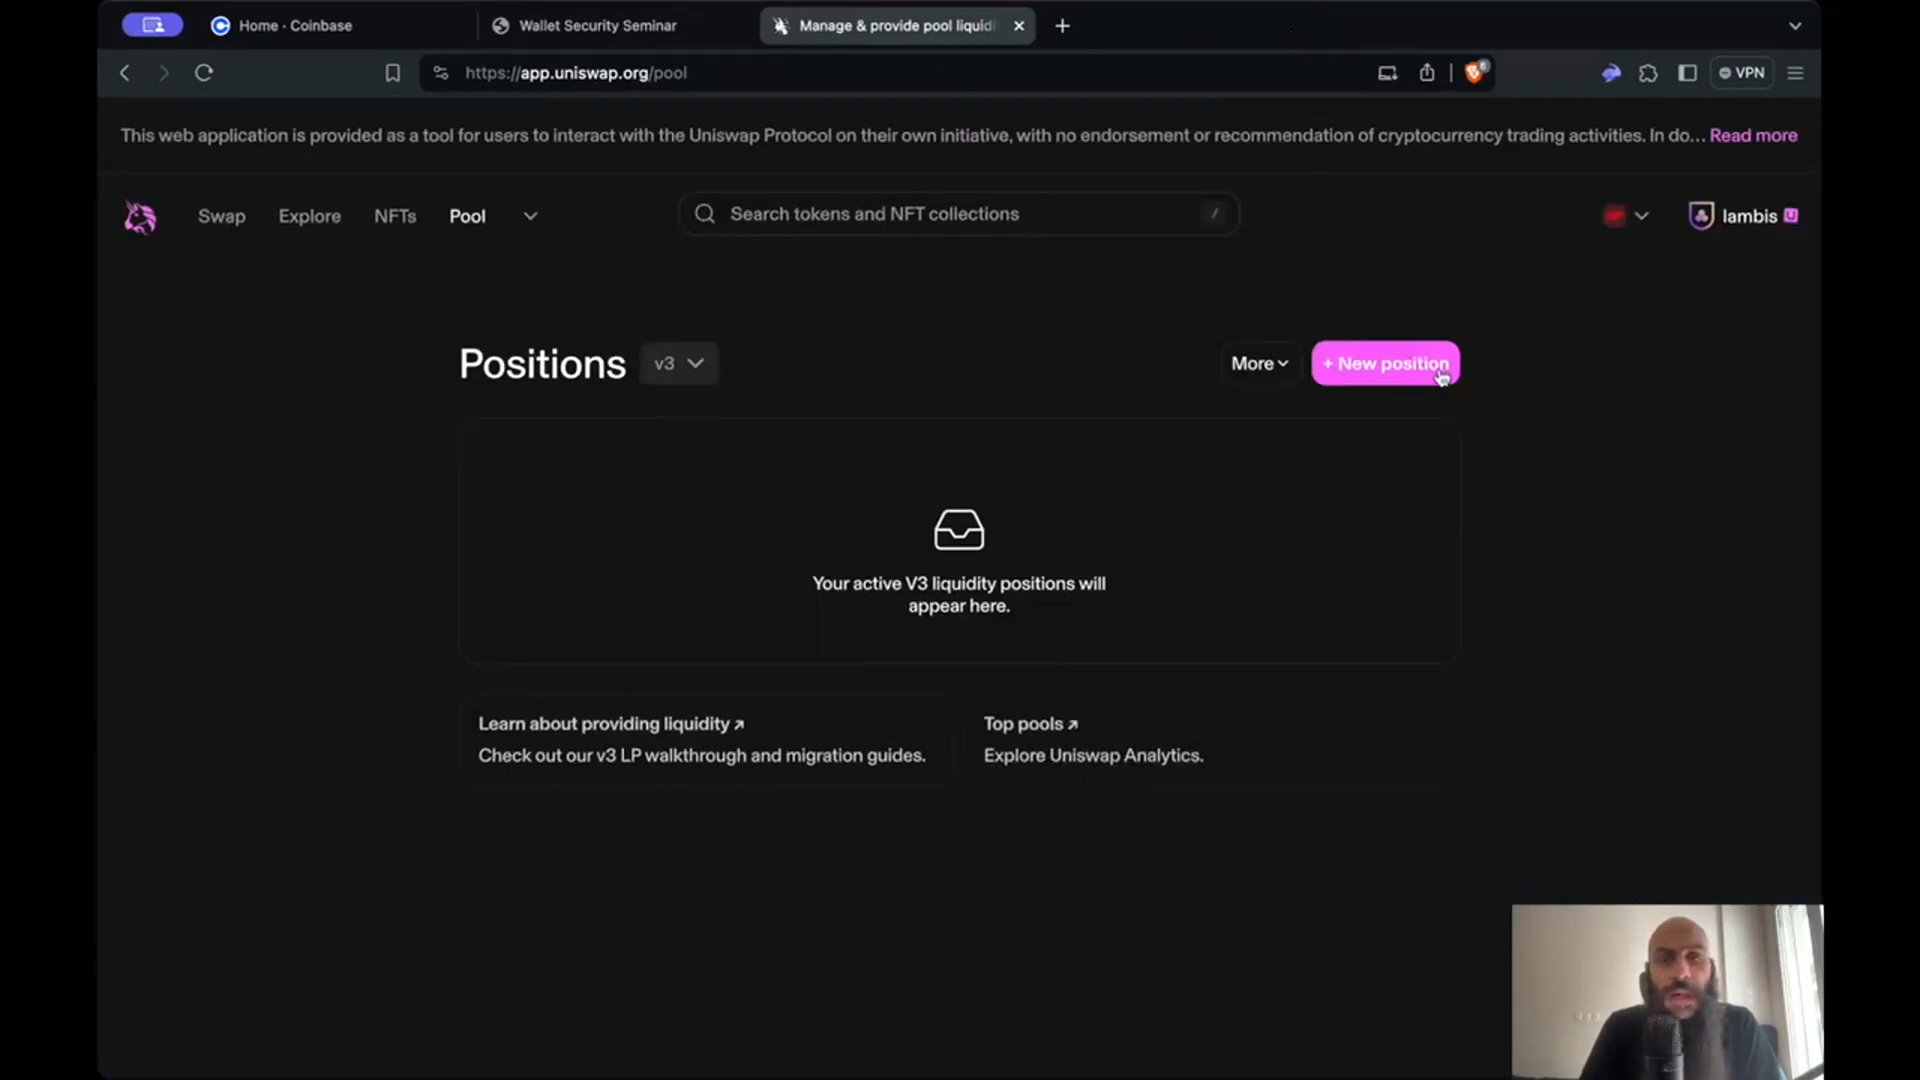 Home - Coinbase
Wallet Security Seminar
Manage & provide pool liquidi
https://app.uniswap.org/pool
6
VPN
This web application is provided as a tool for users to interact with the Uniswap Protocol on their own initiative, with no endorsement or recommendation of cryptocurrency trading activities. In do... Read more
Swap
Explore
NFTs
Pool
Search tokens and NFT collections
/
lambis
Positions
v3
More
+ New position
Your active V3 liquidity positions will
appear here.
Learn about providing liquidity ↗
Check out our v3 LP walkthrough and migration guides.
Top pools ↗
Explore Uniswap Analytics.